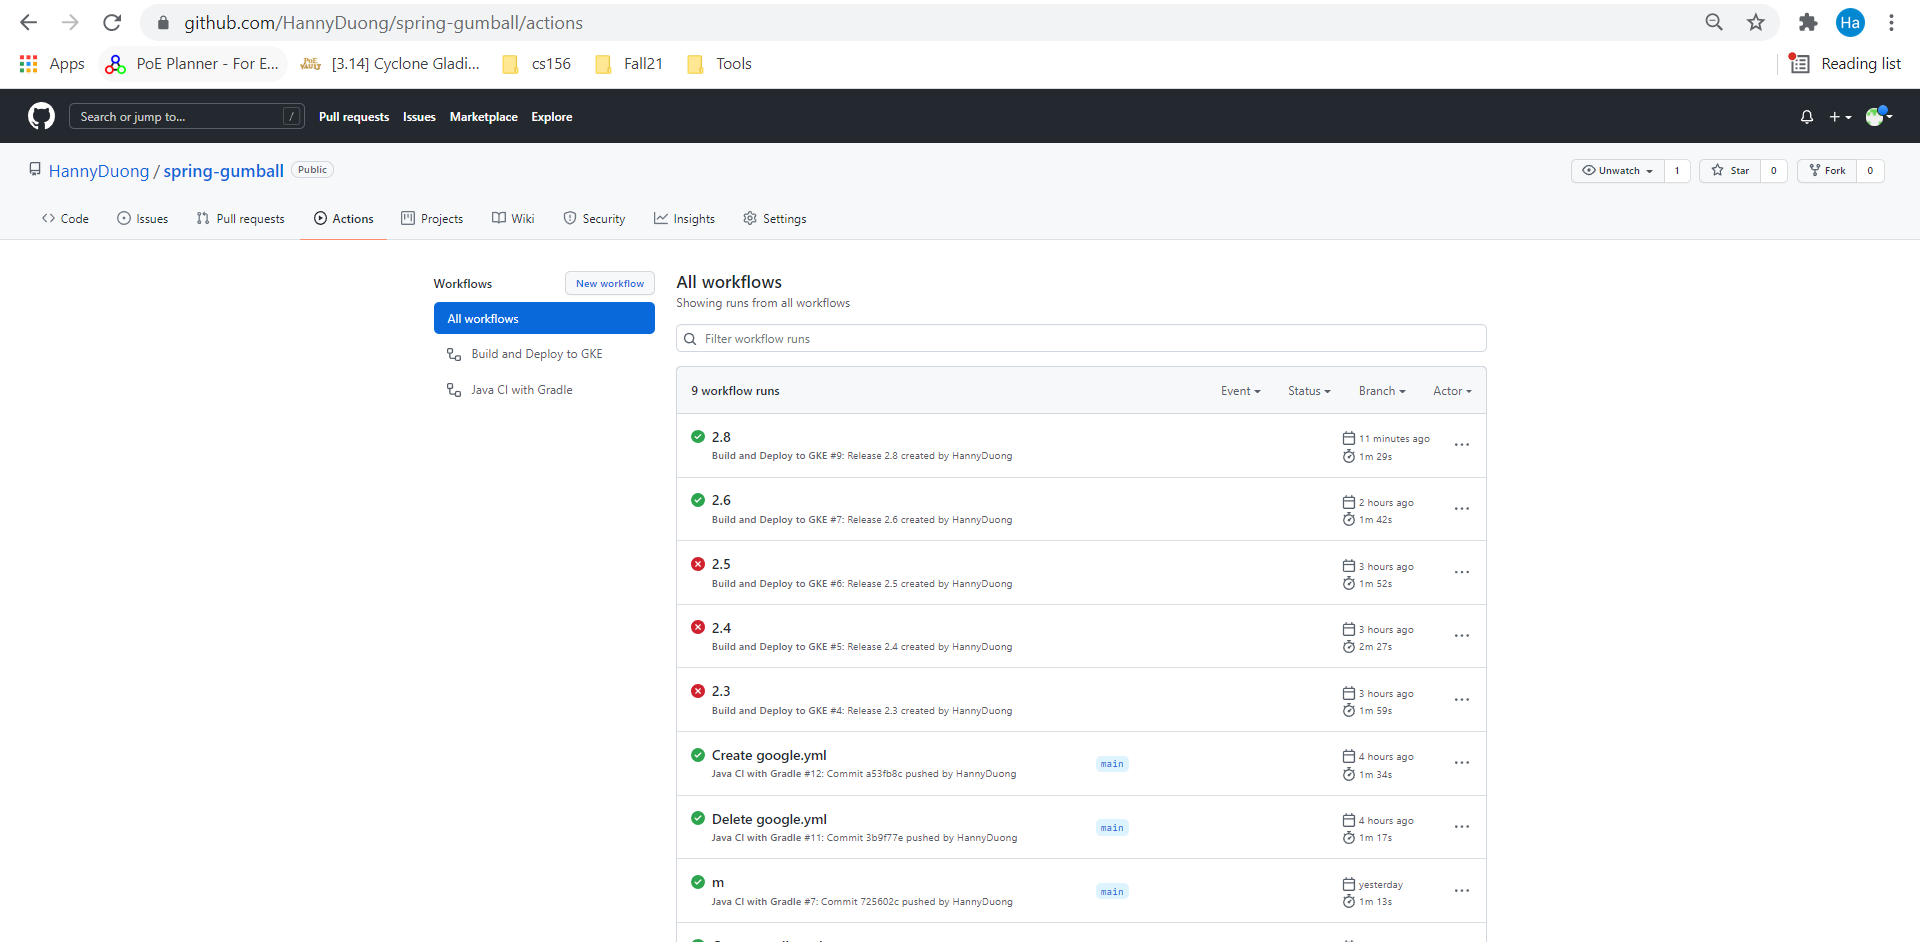 github.com/HannyDuong/spring-gumball/actions
Ha
Apps PoE Planner - For E... PoE VAULT [3.14] Cyclone Gladi... cs156 Fall21 Tools Reading list
Search or jump to... / Pull requests Issues Marketplace Explore
HannyDuong / spring-gumball Public Unwatch 1 Star 0 Fork 0
Code Issues Pull requests Actions Projects Wiki Security Insights Settings
Workflows New workflow
All workflows
Build and Deploy to GKE
Java CI with Gradle
All workflows
Showing runs from all workflows
Filter workflow runs
9 workflow runs Event Status Branch Actor
2.8 11 minutes ago
Build and Deploy to GKE #9: Release 2.8 created by HannyDuong 1m 29s
2.6 2 hours ago
Build and Deploy to GKE #7: Release 2.6 created by HannyDuong 1m 42s
2.5 3 hours ago
Build and Deploy to GKE #6: Release 2.5 created by HannyDuong 1m 52s
2.4 3 hours ago
Build and Deploy to GKE #5: Release 2.4 created by HannyDuong 2m 27s
2.3 3 hours ago
Build and Deploy to GKE #4: Release 2.3 created by HannyDuong 1m 59s
Create google.yml main 4 hours ago
Java CI with Gradle #12: Commit a53fb8c pushed by HannyDuong 1m 34s
Delete google.yml main 4 hours ago
Java CI with Gradle #11: Commit 3b9f77e pushed by HannyDuong 1m 17s
m main yesterday
Java CI with Gradle #7: Commit 725602c pushed by HannyDuong 1m 13s